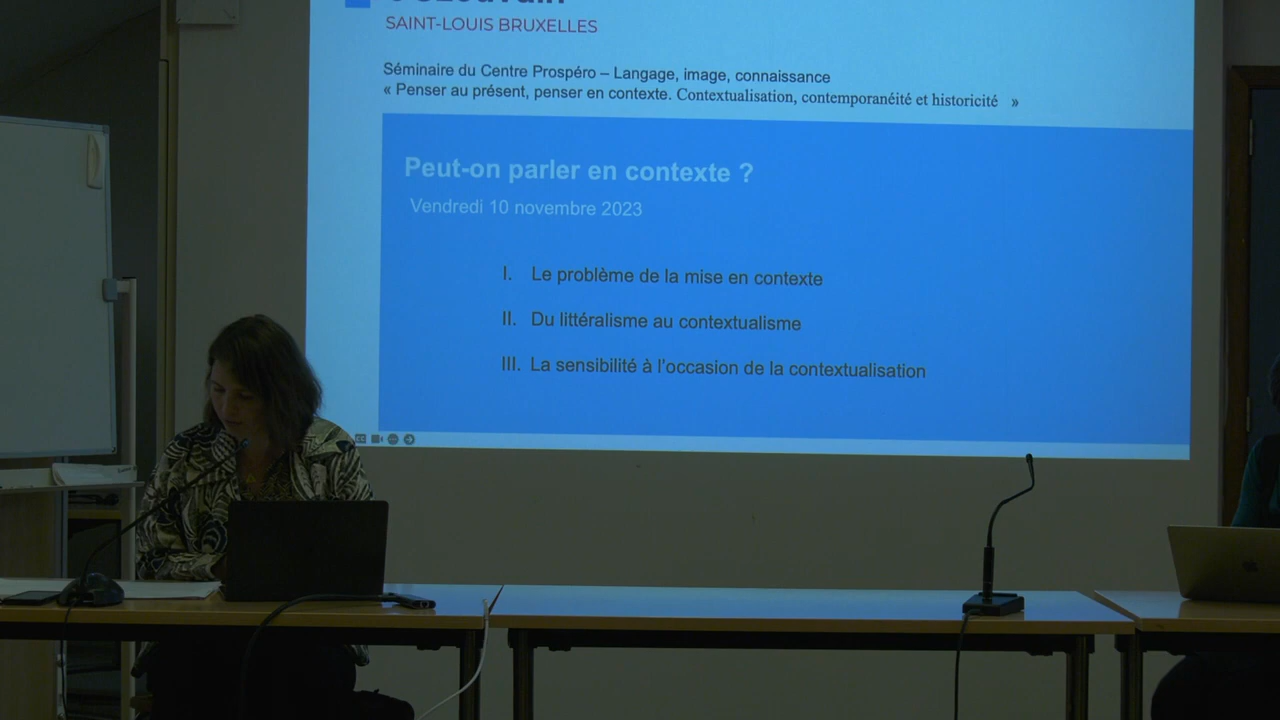 SAINT-LOUIS BRUXELLES
Séminaire du Centre Prospéro – Langage, image, connaissance
« Penser au présent, penser en contexte. Contextualisation, contemporanéité et historicité »
Peut-on parler en contexte ?
Vendredi 10 novembre 2023
I. Le problème de la mise en contexte
II. Du littéralisme au contextualisme
III. La sensibilité à l'occasion de la contextualisation